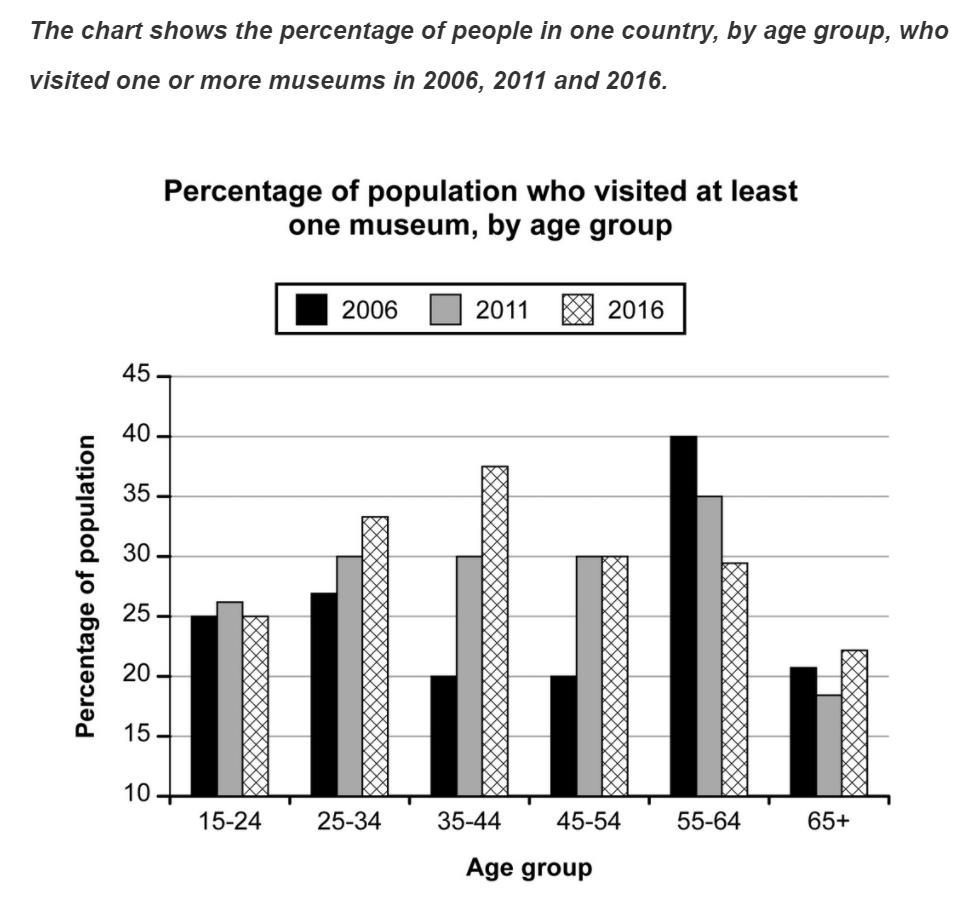 The chart shows the percentage of people in one country, by age group, who
visited one or more museums in 2006, 2011 and 2016.
Percentage of population who visited at least
one museum, by age group
2006 2011 2016
Percentage of population
45
40
35
30
25
20
15
10
15-24 25-34 35-44 45-54 55-64 65+
Age group